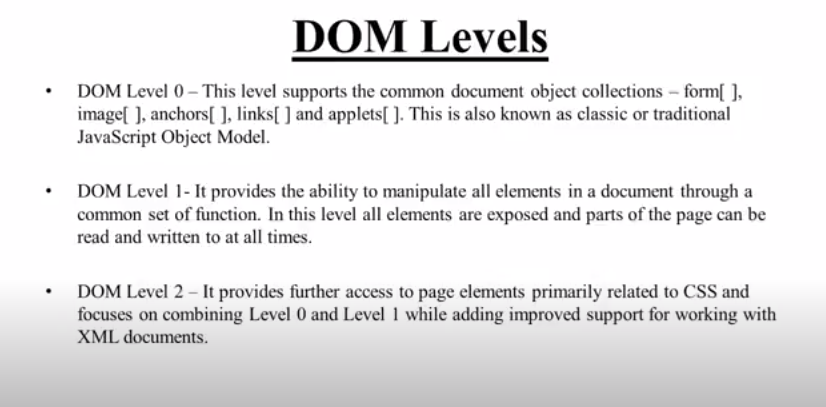 DOM Levels
• DOM Level 0 – This level supports the common document object collections – form[ ],
image[ ], anchors[ ], links[ ] and applets[ ]. This is also known as classic or traditional
JavaScript Object Model.
• DOM Level 1- It provides the ability to manipulate all elements in a document through a
common set of function. In this level all elements are exposed and parts of the page can be
read and written to at all times.
• DOM Level 2 – It provides further access to page elements primarily related to CSS and
focuses on combining Level 0 and Level 1 while adding improved support for working with
XML documents.